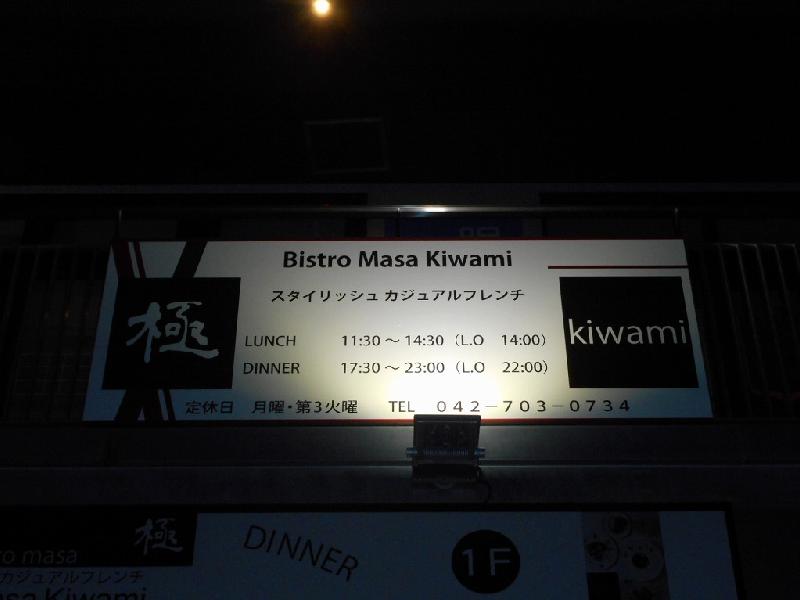 Bistro Masa Kiwami
スタイリッシュ カジュアルフレンチ
極
kiwami
LUNCH 11:30 ～ 14:30 (L.O 14:00)
DINNER 17:30 ～ 23:00 (L.O 22:00)
定休日 月曜・第3火曜 TEL 042－703－0734
極
DINNER
1F
masa
カジュアルフレンチ
Kiwami